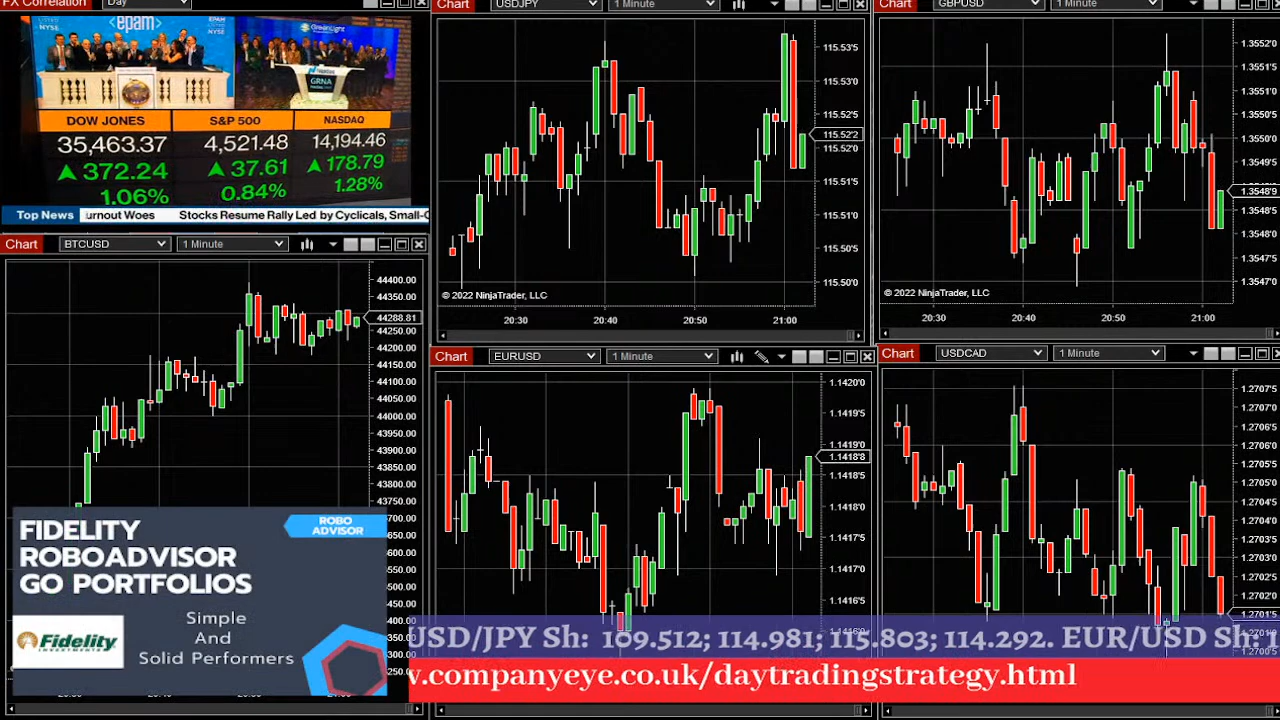 FX Correlation
Day
epam
GreenLight
GRNA
DOW JONES
S&P 500
NASDAQ
35,463.37
4,521.48
14,194.46
372.24
37.61
178.79
1.06%
0.84%
1.28%
Top News
urnout Woes Stocks Resume Rally Led by Cyclicals, Small-
Chart
USDJPY
1 Minute
115.53'5
115.53'0
115.52'5
115.52'2
115.52'0
115.51'5
115.51'0
115.50'5
115.50'0
© 2022 NinjaTrader, LLC
20:30
20:40
20:50
21:00
Chart
GBPUSD
1 Minute
1.3552'0
1.3551'5
1.3551'0
1.3550'5
1.3550'0
1.3549'5
1.3548'9
1.3548'5
1.3548'0
1.3547'5
1.3547'0
© 2022 NinjaTrader, LLC
20:30
20:40
20:50
21:00
Chart
BTCUSD
1 Minute
44400.00
44350.00
44288.81
44250.00
44200.00
44150.00
44100.00
44050.00
44000.00
43950.00
43900.00
43850.00
43800.00
43750.00
Chart
EURUSD
1 Minute
1.1420'0
1.1419'5
1.1419'0
1.1418'8
1.1418'5
1.1418'0
1.1417'5
1.1417'0
1.1416'5
Chart
USDCAD
1 Minute
1.2707'5
1.2707'0
1.2706'5
1.2706'0
1.2705'5
1.2705'0
1.2704'5
1.2704'0
1.2703'5
1.2703'0
1.2702'5
1.2702'0
1.2701'5
FIDELITY
ROBOADVISOR
GO PORTFOLIOS
ROBO
ADVISOR
Simple
And
Solid Performers
Fidelity
INVESTMENTS
USD/JPY Sh: 109.512; 111.981; 115.803; 114.292. EUR/USD Sh:
.companyeye.co.uk/daytradingstrategy.html